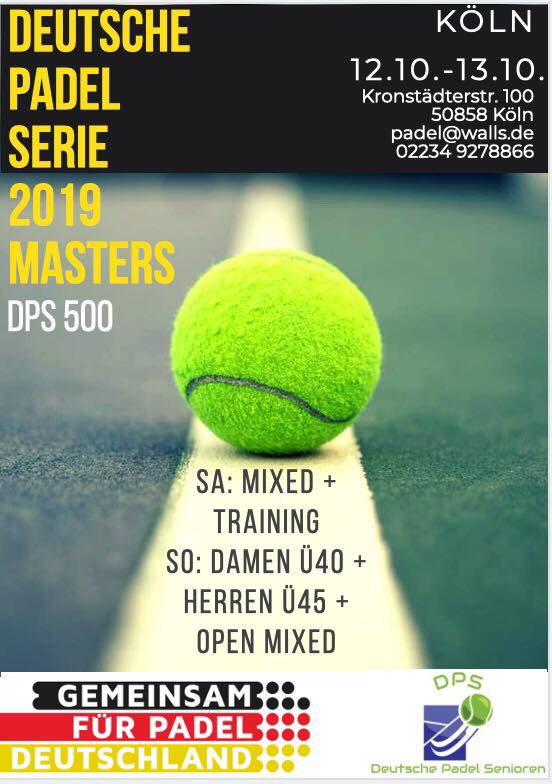 DEUTSCHE
PADEL
SERIE
2019
MASTERS
DPS 500
KÖLN
12.10.-13.10.
Kronstädterstr. 100
50858 Köln
padel@walls.de
02234 9278866
SA: MIXED +
TRAINING
SO: DAMEN Ü40 +
HERREN Ü45 +
OPEN MIXED
GEMEINSAM
FÜR PADEL
DEUTSCHLAND
DPS
Deutsche Padel Senioren